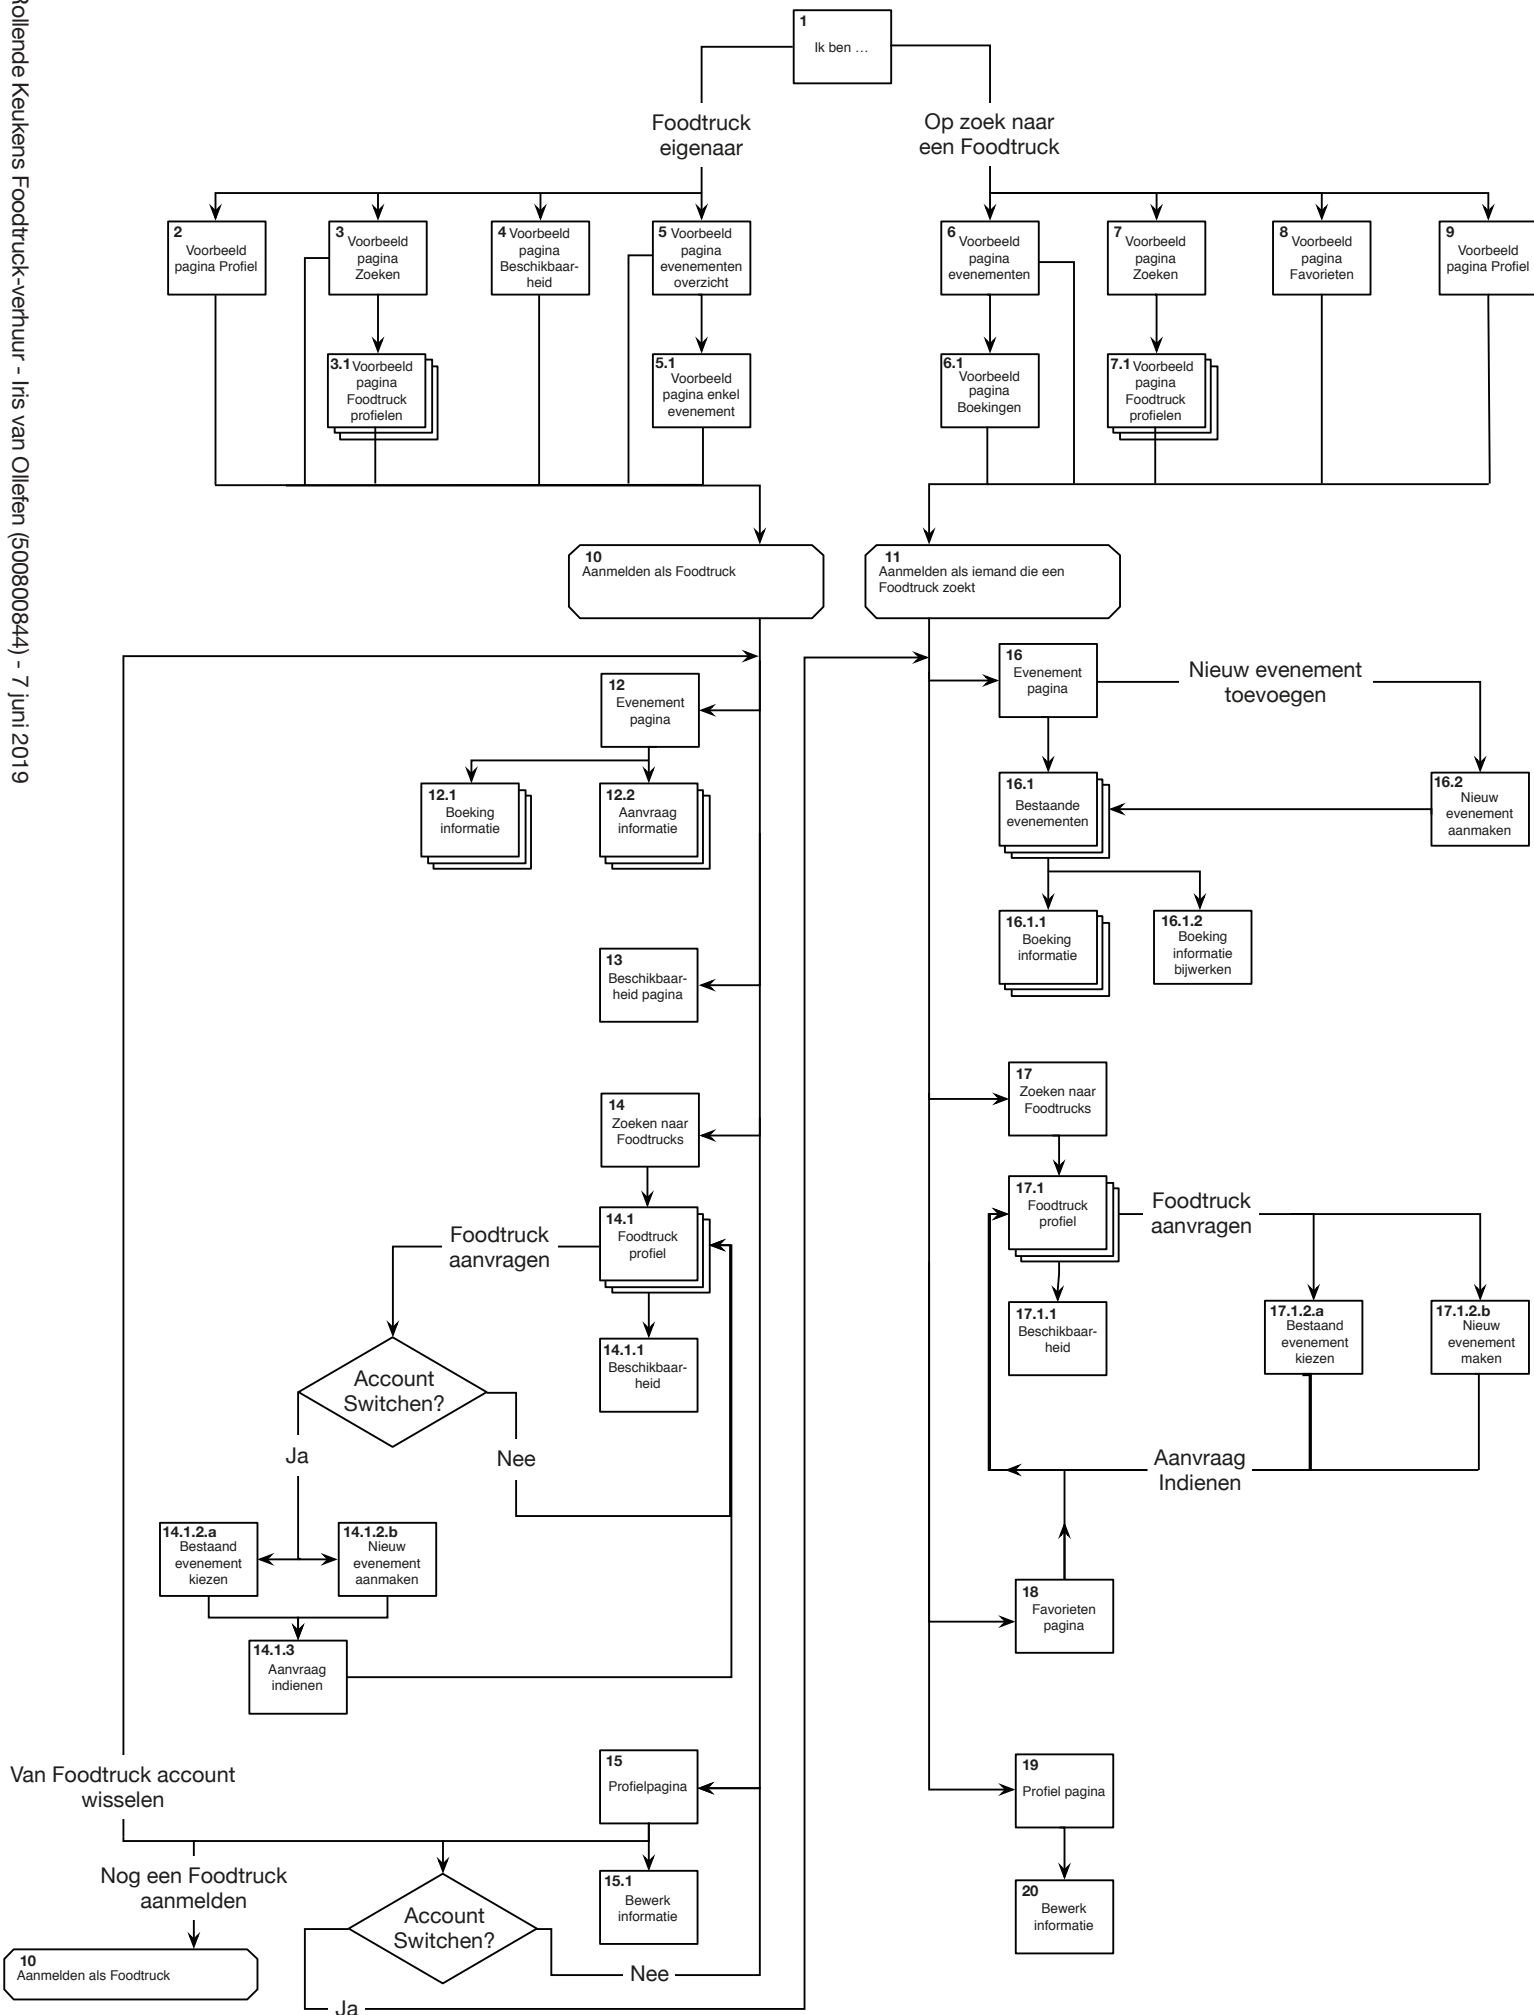 Rollende Keukens Foodtruck-verhuur - Iris van Ollefen (500800844) - 7 juni 2019
1
Ik ben ...
Foodtruck
eigenaar
Op zoek naar
een Foodtruck
2
Voorbeeld
pagina Profiel
3 Voorbeeld
pagina
Zoeken
4 Voorbeeld
pagina
Beschikbaar-
heid
5 Voorbeeld
pagina
evenementen
overzicht
6 Voorbeeld
pagina
evenementen
7 Voorbeeld
pagina
Zoeken
8 Voorbeeld
pagina
Favorieten
9
Voorbeeld
pagina Profiel
3.1 Voorbeeld
pagina
Foodtruck
profielen
5.1
Voorbeeld
pagina enkel
evenement
6.1
Voorbeeld
pagina
Boekingen
7.1 Voorbeeld
pagina
Foodtruck
profielen
10
Aanmelden als Foodtruck
11
Aanmelden als iemand die een
Foodtruck zoekt
12
Evenement
pagina
12.1
Boeking
informatie
12.2
Aanvraag
informatie
13
Beschikbaar-
heid pagina
14
Zoeken naar
Foodtrucks
14.1
Foodtruck
profiel
Foodtruck
aanvragen
14.1.1
Beschikbaar-
heid
Account
Switchen?
Ja
Nee
14.1.2.a
Bestaand
evenement
kiezen
14.1.2.b
Nieuw
evenement
aanmaken
14.1.3
Aanvraag
indienen
15
Profielpagina
Van Foodtruck account
wisselen
Nog een Foodtruck
aanmelden
15.1
Bewerk
informatie
Account
Switchen?
10
Aanmelden als Foodtruck
Nee
Ja
16
Evenement
pagina
Nieuw evenement
toevoegen
16.1
Bestaande
evenementen
16.2
Nieuw
evenement
aanmaken
16.1.1
Boeking
informatie
16.1.2
Boeking
informatie
bijwerken
17
Zoeken naar
Foodtrucks
17.1
Foodtruck
profiel
Foodtruck
aanvragen
17.1.1
Beschikbaar-
heid
17.1.2.a
Bestaand
evenement
kiezen
17.1.2.b
Nieuw
evenement
maken
Aanvraag
Indienen
18
Favorieten
pagina
19
Profiel pagina
20
Bewerk
informatie